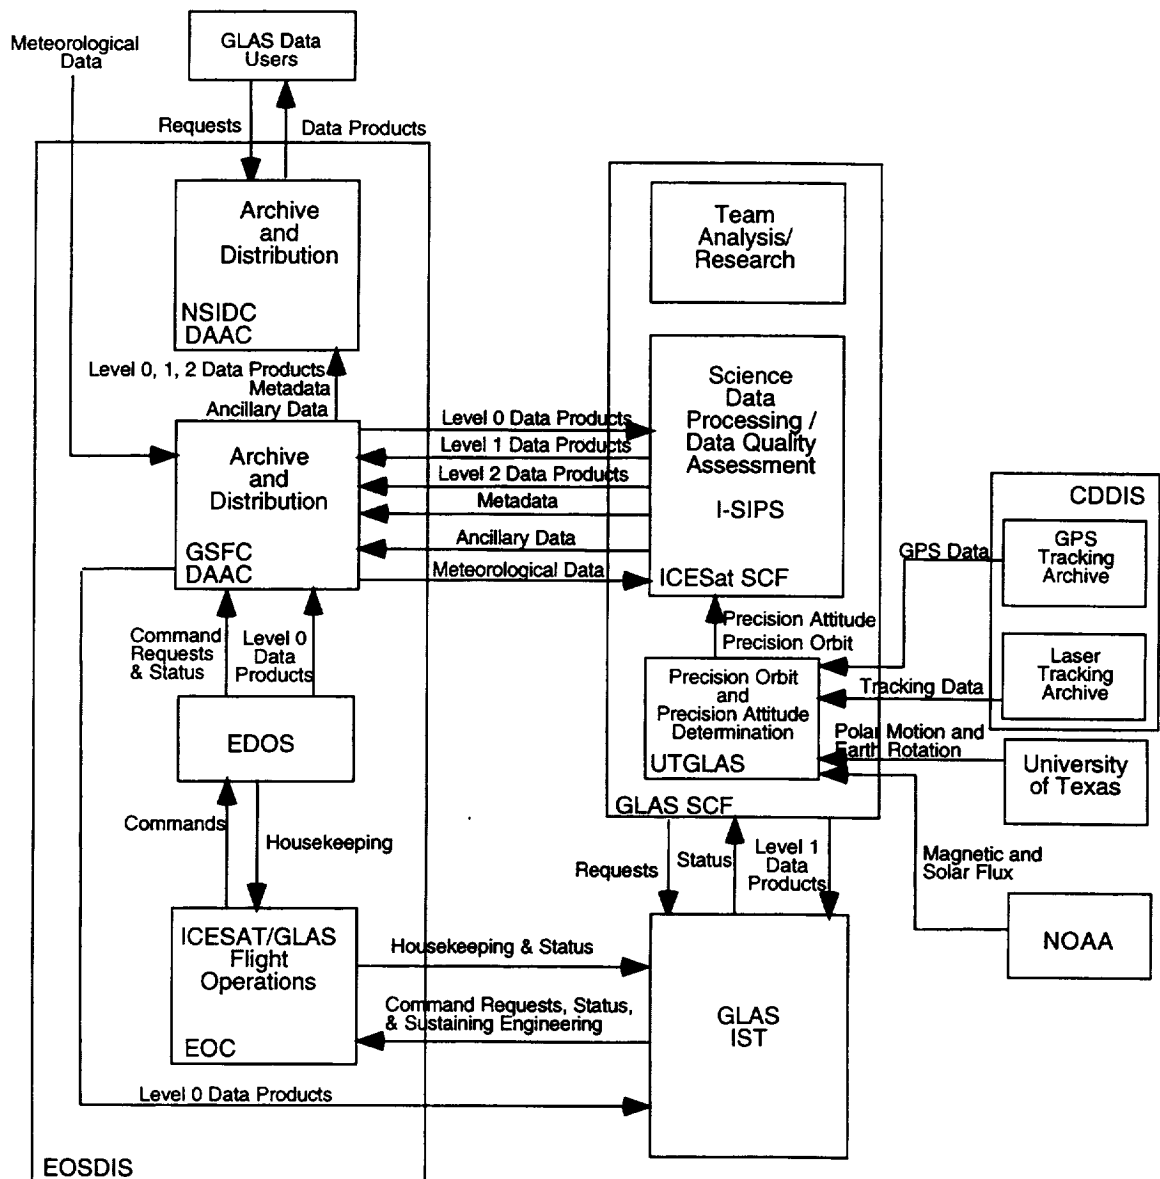 Meteorological
Data
GLAS Data
Users
Requests
Data Products
Archive
and
Distribution
NSIDC
DAAC
Level 0, 1, 2 Data Products
Metadata
Ancillary Data
Archive
and
Distribution
GSFC
DAAC
Command
Requests
& Status
Level 0
Data
Products
EDOS
Commands
Housekeeping
ICESAT/GLAS
Flight
Operations
EOC
Level 0 Data Products
EOSDIS
Level 0 Data Products
Level 1 Data Products
Level 2 Data Products
Metadata
Ancillary Data
Meteorological Data
Housekeeping & Status
Command Requests, Status,
& Sustaining Engineering
Team
Analysis/
Research
Science
Data
Processing /
Data Quality
Assessment
I-SIPS
ICESat SCF
Precision Attitude
Precision Orbit
Precision Orbit
and
Precision Attitude
Determination
UTGLAS
GLAS SCF
Requests
Status
Level 1
Data
Products
GLAS
IST
CDDIS
GPS
Tracking
Archive
GPS Data
Laser
Tracking
Archive
Tracking Data
Polar Motion and
Earth Rotation
University
of Texas
Magnetic and
Solar Flux
NOAA